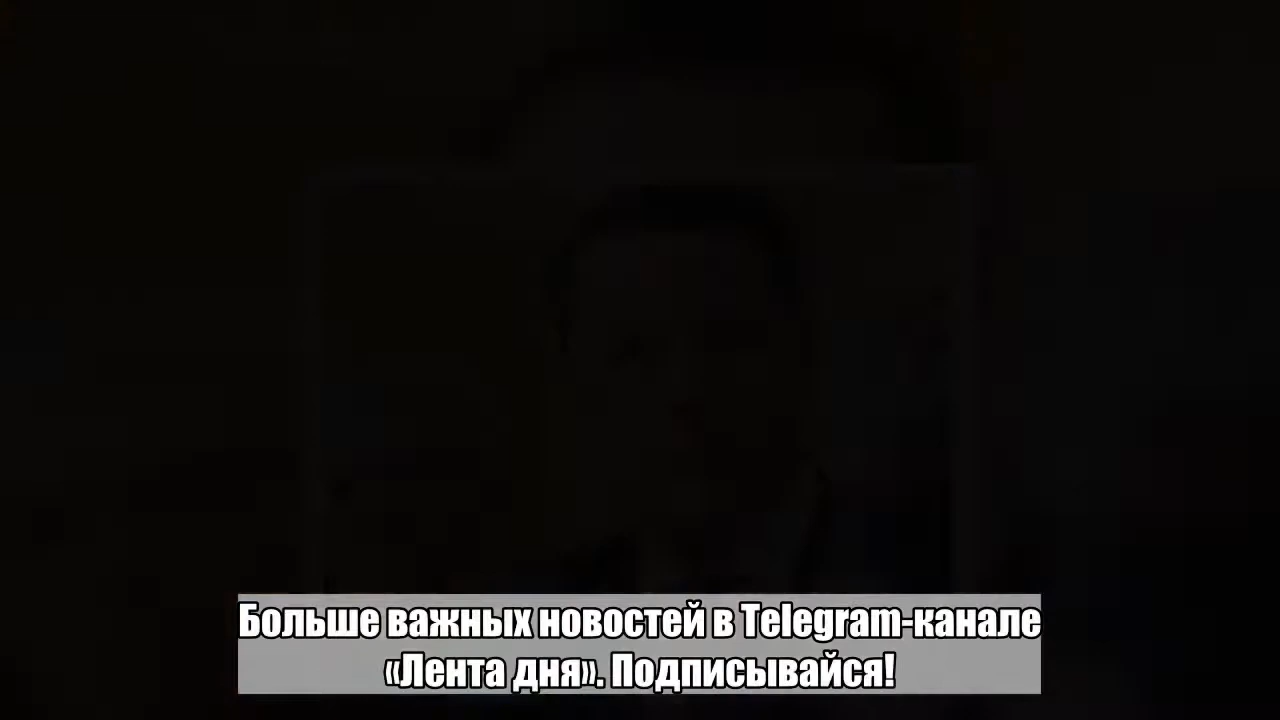 Больше важных новостей в Telegram-канале
«Лента дня». Подписывайся!